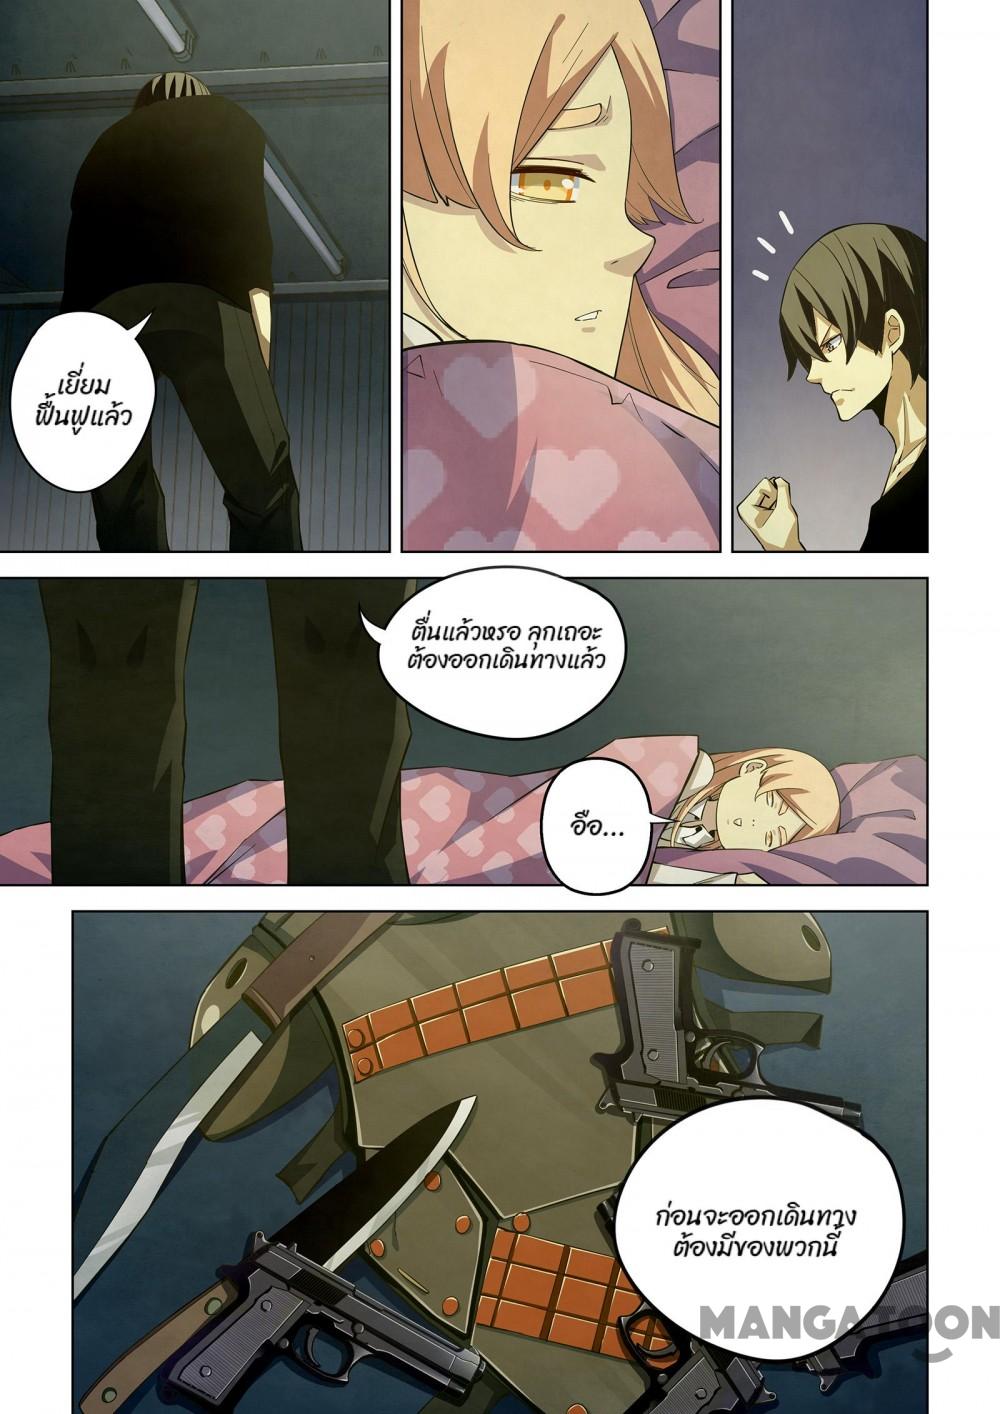 เยี่ยม
ฟื้นฟูแล้ว
ตื่นแล้วหรอ ลุกเถอะ
ต้องออกเดินทางแล้ว
อือ...
ก่อนจะออกเดินทาง
ต้องมีของพวกนี้
MANGATOON